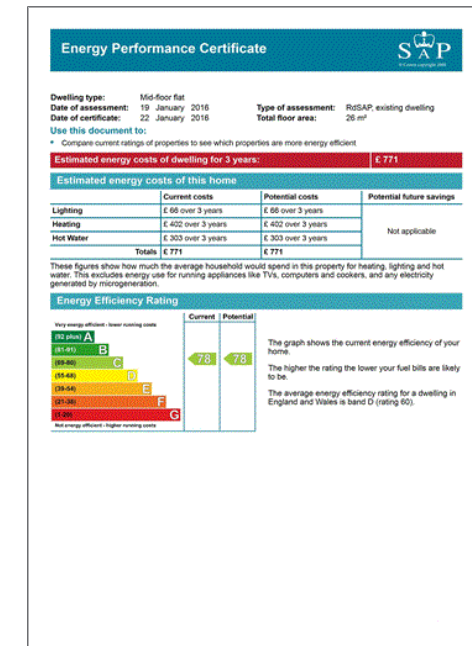 Energy Performance Certificate
SAP
© Crown copyright 2009
Dwelling type: Mid-floor flat
Date of assessment: 19 January 2016 Type of assessment: RdSAP, existing dwelling
Date of certificate: 22 January 2016 Total floor area: 26 m²
Use this document to:
• Compare current ratings of properties to see which properties are more energy efficient
Estimated energy costs of dwelling for 3 years: £ 771
Estimated energy costs of this home
Current costs Potential costs Potential future savings
Lighting £ 66 over 3 years £ 66 over 3 years
Heating £ 402 over 3 years £ 402 over 3 years
Not applicable
Hot Water £ 303 over 3 years £ 303 over 3 years
Totals £ 771 £ 771
These figures show how much the average household would spend in this property for heating, lighting and hot
water. This excludes energy use for running appliances like TVs, computers and cookers, and any electricity
generated by microgeneration.
Energy Efficiency Rating
Current Potential
Very energy efficient - lower running costs
(92 plus) A
(81-91) B
(69-80) C
78 78
(55-68) D
(39-54) E
(21-38) F
(1-20) G
Not energy efficient - higher running costs
The graph shows the current energy efficiency of your
home.
The higher the rating the lower your fuel bills are likely
to be.
The average energy efficiency rating for a dwelling in
England and Wales is band D (rating 60).